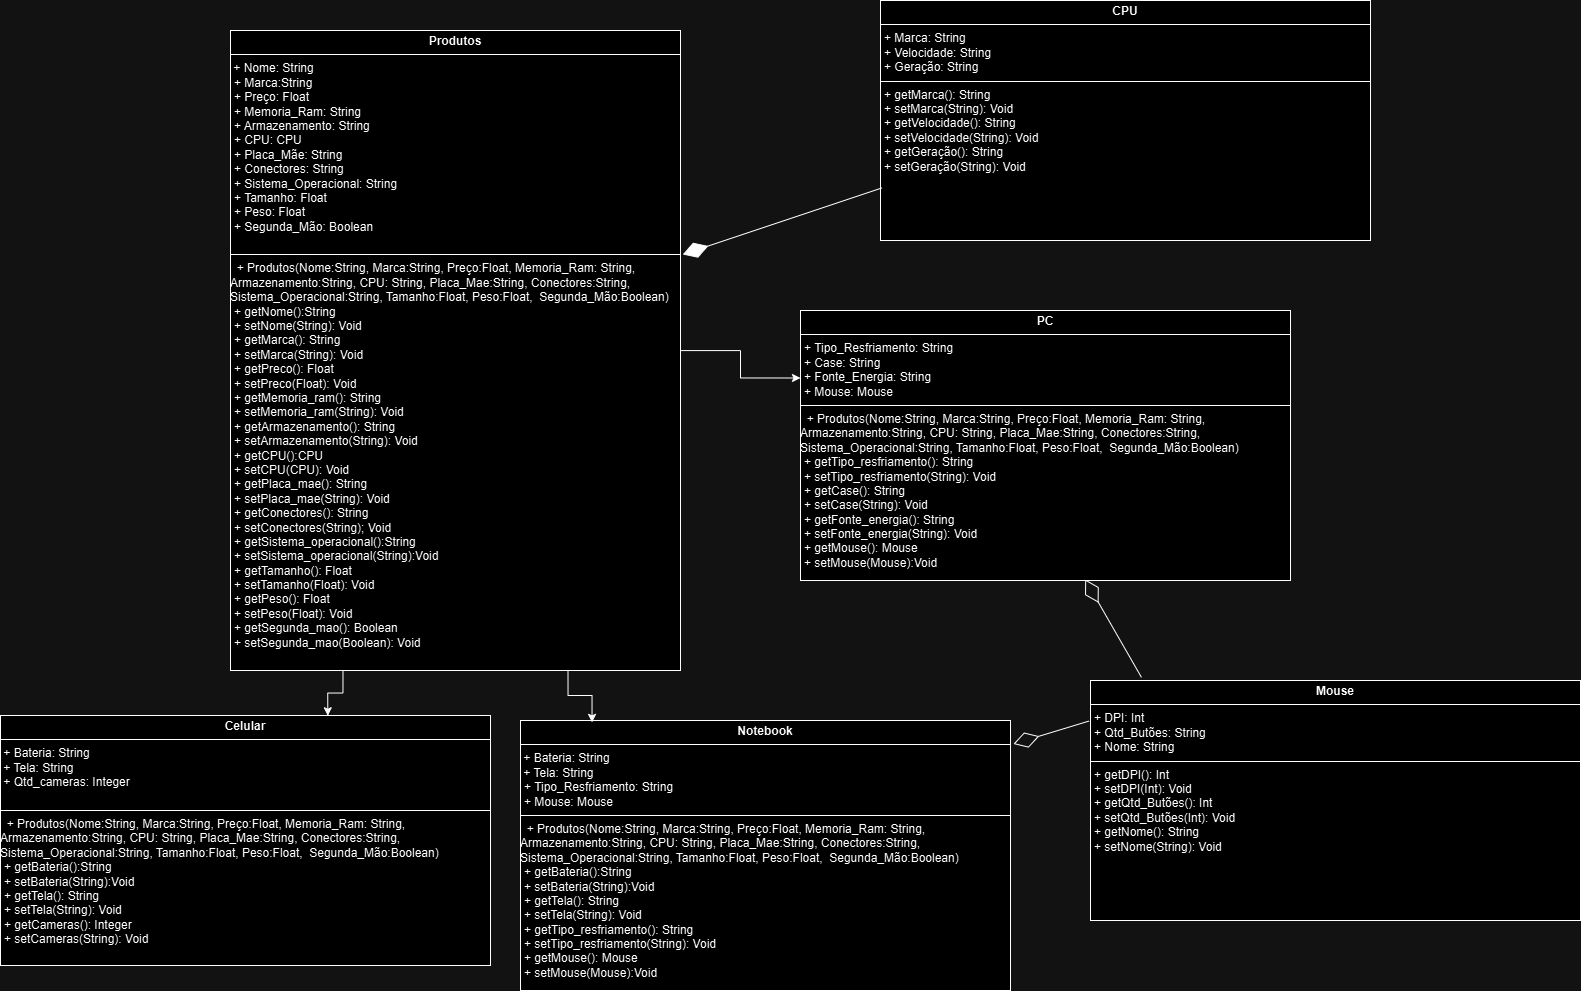 Produtos
+ Nome: String
+ Marca:String
+ Preço: Float
+ Memoria_Ram: String
+ Armazenamento: String
+ CPU: CPU
+ Placa_Mãe: String
+ Conectores: String
+ Sistema_Operacional: String
+ Tamanho: Float
+ Peso: Float
+ Segunda_Mão: Boolean
+ Produtos(Nome:String, Marca:String, Preço:Float, Memoria_Ram: String,
Armazenamento:String, CPU: String, Placa_Mae:String, Conectores:String,
Sistema_Operacional:String, Tamanho:Float, Peso:Float,  Segunda_Mão:Boolean)
+ getNome():String
+ setNome(String): Void
+ getMarca(): String
+ setMarca(String): Void
+ getPreco(): Float
+ setPreco(Float): Void
+ getMemoria_ram(): String
+ setMemoria_ram(String): Void
+ getArmazenamento(): String
+ setArmazenamento(String): Void
+ getCPU():CPU
+ setCPU(CPU): Void
+ getPlaca_mae(): String
+ setPlaca_mae(String): Void
+ getConectores(): String
+ setConectores(String): Void
+ getSistema_operacional():String
+ setSistema_operacional(String):Void
+ getTamanho(): Float
+ setTamanho(Float): Void
+ getPeso(): Float
+ setPeso(Float): Void
+ getSegunda_mao(): Boolean
+ setSegunda_mao(Boolean): Void
CPU
+ Marca: String
+ Velocidade: String
+ Geração: String
+ getMarca(): String
+ setMarca(String): Void
+ getVelocidade(): String
+ setVelocidade(String): Void
+ getGeração(): String
+ setGeração(String): Void
PC
+ Tipo_Resfriamento: String
+ Case: String
+ Fonte_Energia: String
+ Mouse: Mouse
+ Produtos(Nome:String, Marca:String, Preço:Float, Memoria_Ram: String,
Armazenamento:String, CPU: String, Placa_Mae:String, Conectores:String,
Sistema_Operacional:String, Tamanho:Float, Peso:Float,  Segunda_Mão:Boolean)
+ getTipo_resfriamento(): String
+ setTipo_resfriamento(String): Void
+ getCase(): String
+ setCase(String): Void
+ getFonte_energia(): String
+ setFonte_energia(String): Void
+ getMouse(): Mouse
+ setMouse(Mouse):Void
Celular
+ Bateria: String
+ Tela: String
+ Qtd_cameras: Integer
+ Produtos(Nome:String, Marca:String, Preço:Float, Memoria_Ram: String,
Armazenamento:String, CPU: String, Placa_Mae:String, Conectores:String,
Sistema_Operacional:String, Tamanho:Float, Peso:Float,  Segunda_Mão:Boolean)
+ getBateria():String
+ setBateria(String):Void
+ getTela(): String
+ setTela(String): Void
+ getCameras(): Integer
+ setCameras(String): Void
Notebook
+ Bateria: String
+ Tela: String
+ Tipo_Resfriamento: String
+ Mouse: Mouse
+ Produtos(Nome:String, Marca:String, Preço:Float, Memoria_Ram: String,
Armazenamento:String, CPU: String, Placa_Mae:String, Conectores:String,
Sistema_Operacional:String, Tamanho:Float, Peso:Float,  Segunda_Mão:Boolean)
+ getBateria():String
+ setBateria(String):Void
+ getTela(): String
+ setTela(String): Void
+ getTipo_resfriamento(): String
+ setTipo_resfriamento(String): Void
+ getMouse(): Mouse
+ setMouse(Mouse):Void
Mouse
+ DPI: Int
+ Qtd_Butões: String
+ Nome: String
+ getDPI(): Int
+ setDPI(Int): Void
+ getQtd_Butões(): Int
+ setQtd_Butões(Int): Void
+ getNome(): String
+ setNome(String): Void